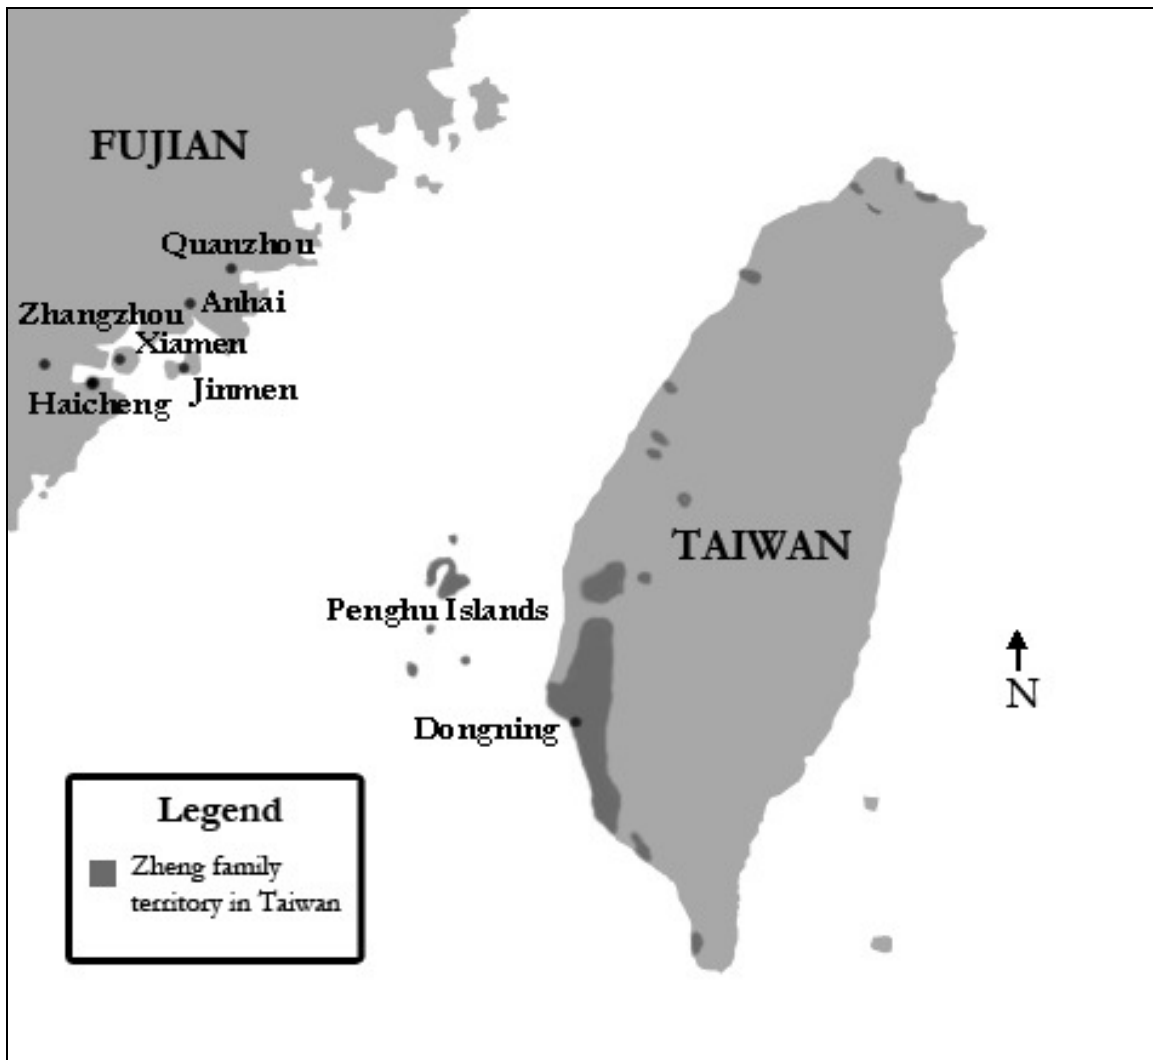 FUJIAN
Quanzhou
Anhai
Zhangzhou
Xiamen
Jinmen
Haicheng
TAIWAN
Penghu Islands
N
Dongning
Legend
Zheng family
territory in Taiwan